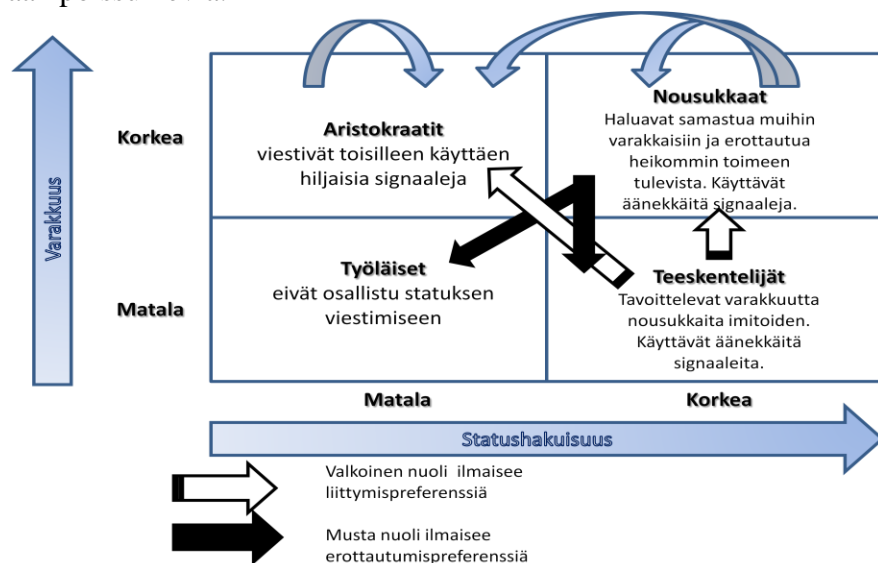 Varakkuus
Korkea
Aristokraatit
viestivät toisilleen käyttäen
hiljaisia signaaleja
Nousukkaat
Haluavat samastua muihin
varakkaisiin ja erottautua
heikommin toimeen
tulevista. Käyttävät
äänekkäitä signaaleja.
Matala
Työläiset
eivät osallistu statuksen
viestimiseen
Teeskentelijät
Tavoittelevat varakkuutta
nousukkaita imitoiden.
Käyttävät äänekkäitä
signaaleita.
Matala
Korkea
Statushakuisuus
Valkoinen nuoli ilmaisee
liittymispreferenssiä
Musta nuoli ilmaisee
erottautumispreferenssiä